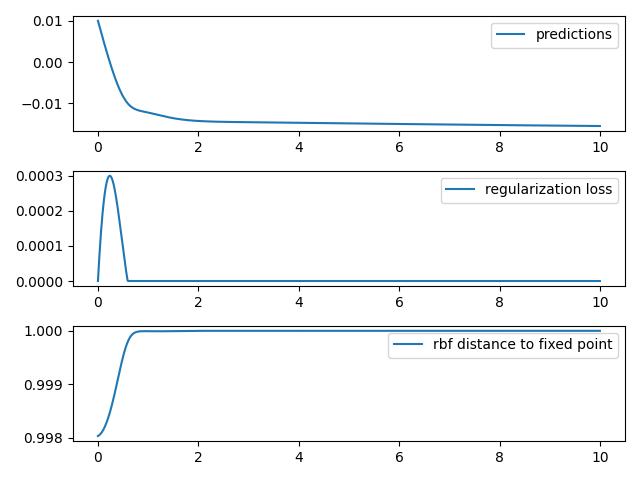 0.01
0.00
−0.01
predictions
0 2 4 6 8 10
0.0003
0.0002
0.0001
0.0000
regularization loss
0 2 4 6 8 10
1.000
0.999
0.998
rbf distance to fixed point
0 2 4 6 8 10